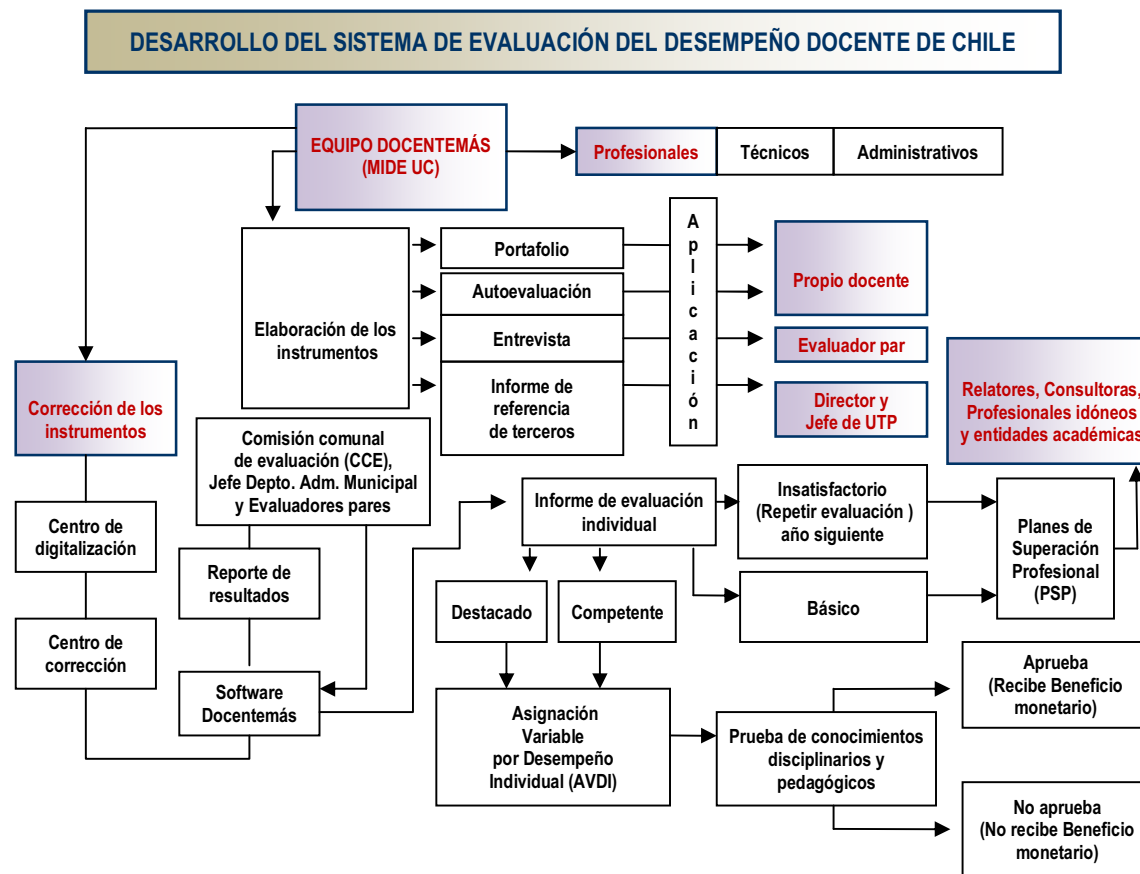 DESARROLLO DEL SISTEMA DE EVALUACIÓN DEL DESEMPEÑO DOCENTE DE CHILE
EQUIPO DOCENTEMÁS
(MIDE UC)
Profesionales
Técnicos
Administrativos
Elaboración de los
instrumentos
Portafolio
Autoevaluación
Entrevista
Informe de
referencia
de terceros
A
p
l
i
c
a
c
i
ó
n
Propio docente
Evaluador par
Director y
Jefe de UTP
Relatores, Consultoras,
Profesionales idóneos
y entidades académicas
Corrección de los
instrumentos
Comisión comunal
de evaluación (CCE),
Jefe Depto. Adm. Municipal
y Evaluadores pares
Centro de
digitalización
Reporte de
resultados
Centro de
corrección
Software
Docentemás
Informe de evaluación
individual
Insatisfactorio
(Repetir evaluación )
año siguiente
Planes de
Superación
Profesional
(PSP)
Destacado
Competente
Básico
Asignación
Variable
por Desempeño
Individual (AVDI)
Prueba de conocimientos
disciplinarios y
pedagógicos
Aprueba
(Recibe Beneficio
monetario)
No aprueba
(No recibe Beneficio
monetario)